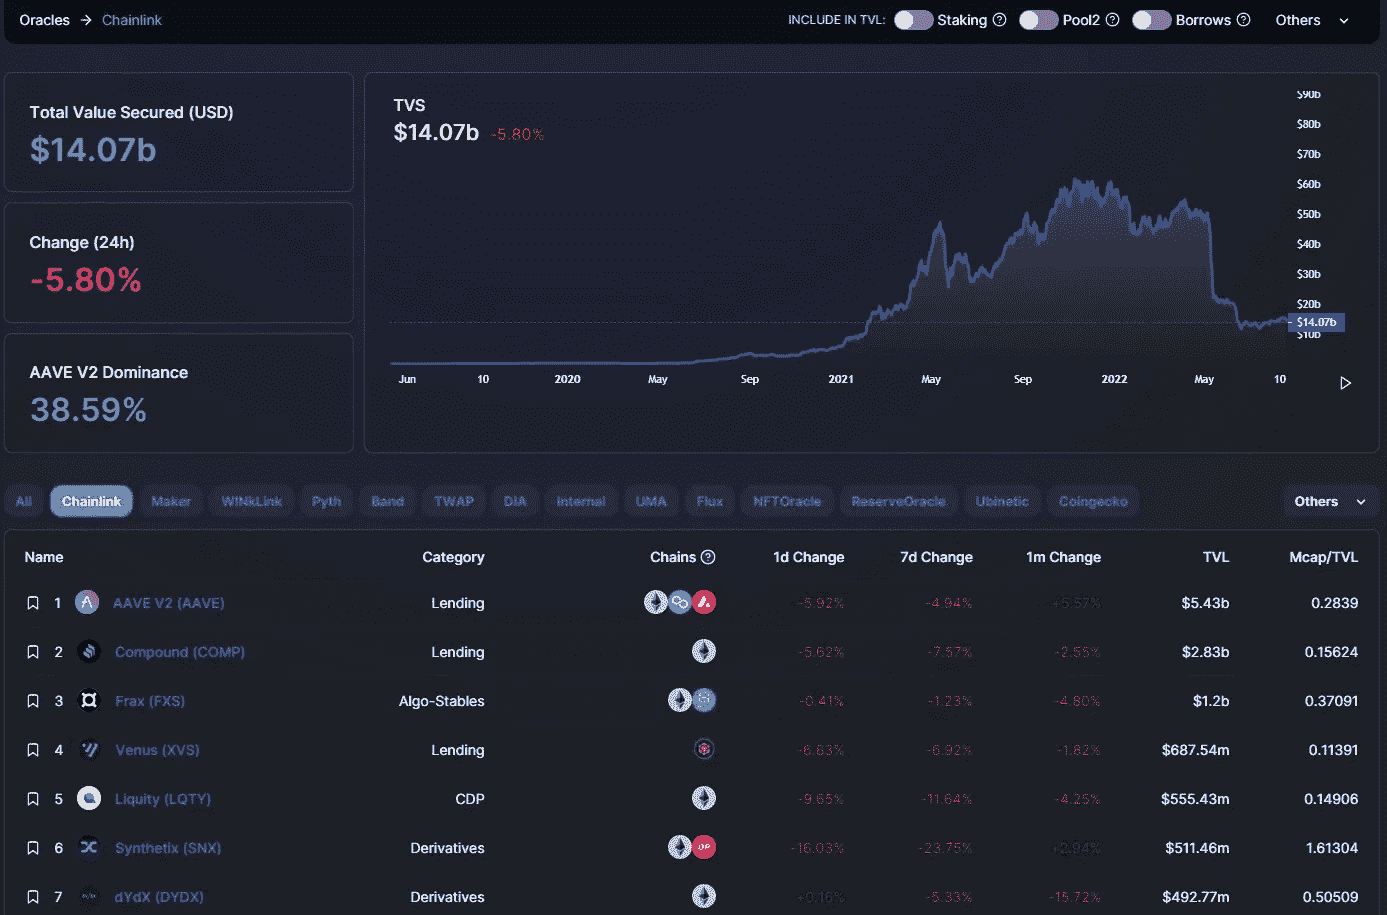 Oracles → Chainlink
INCLUDE IN TVL: Staking ? Pool2 ? Borrows ? Others
Total Value Secured (USD)
$14.07b
Change (24h)
-5.80%
AAVE V2 Dominance
38.59%
TVS
$14.07b -5.80%
$90b
$80b
$70b
$60b
$50b
$40b
$30b
$20b
$14.07b
$10b
Jun 10 2020 May Sep 2021 May Sep 2022 May 10
All Chainlink Maker WINkLink Pyth Band TWAP DIA Internal UMA Flux NFTOracle ReserveOracle Ubinetic Coingecko Others
Name Category Chains ? 1d Change 7d Change 1m Change TVL Mcap/TVL
1 AAVE V2 (AAVE) Lending -5.92% -4.94% +5.57% $5.43b 0.2839
2 Compound (COMP) Lending -5.62% -7.57% -2.55% $2.83b 0.15624
3 Frax (FXS) Algo-Stables -0.41% -1.23% -4.80% $1.2b 0.37091
4 Venus (XVS) Lending -6.63% -6.92% -1.82% $687.54m 0.11391
5 Liquity (LQTY) CDP -9.65% -11.64% -4.25% $555.43m 0.14906
6 Synthetix (SNX) Derivatives OP -16.03% -23.75% +2.94% $511.46m 1.61304
7 dYdX (DYDX) Derivatives +0.16% -5.33% -15.72% $492.77m 0.50509